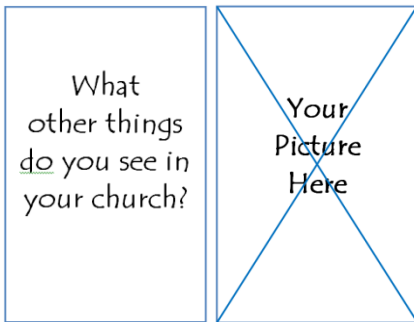 What
other things
do you see in
your church?
Your
Picture
Here